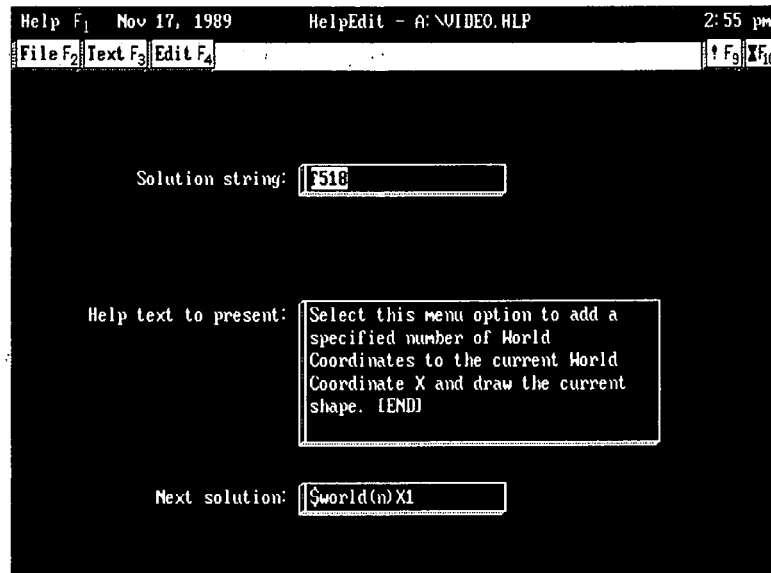 Help F1 Nov 17, 1989 HelpEdit - A:\VIDEO.HLP 2:55 pm
File F2 Text F3 Edit F4 ! F9 XF10
Solution string: ?518
Help text to present: Select this menu option to add a
specified number of World
Coordinates to the current World
Coordinate X and draw the current
shape. [END]
Next solution: $world(n)X1